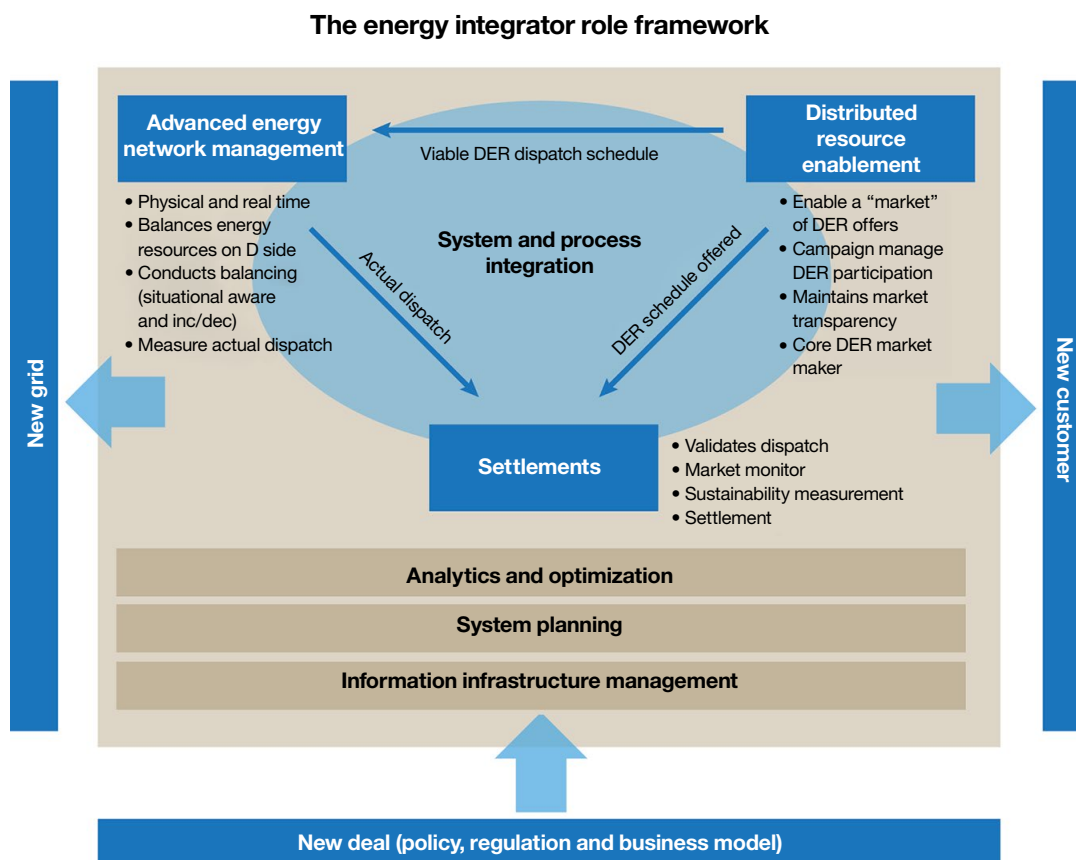 The energy integrator role framework
Advanced energy
network management
Viable DER dispatch schedule
Distributed
resource
enablement
• Physical and real time
• Balances energy
resources on D side
• Conducts balancing
(situational aware
and inc/dec)
• Measure actual dispatch
System and process
integration
Actual dispatch
DER schedule offered
• Enable a “market”
of DER offers
• Campaign manage
DER participation
• Maintains market
transparency
• Core DER market
maker
New grid
New customer
Settlements
• Validates dispatch
• Market monitor
• Sustainability measurement
• Settlement
Analytics and optimization
System planning
Information infrastructure management
New deal (policy, regulation and business model)